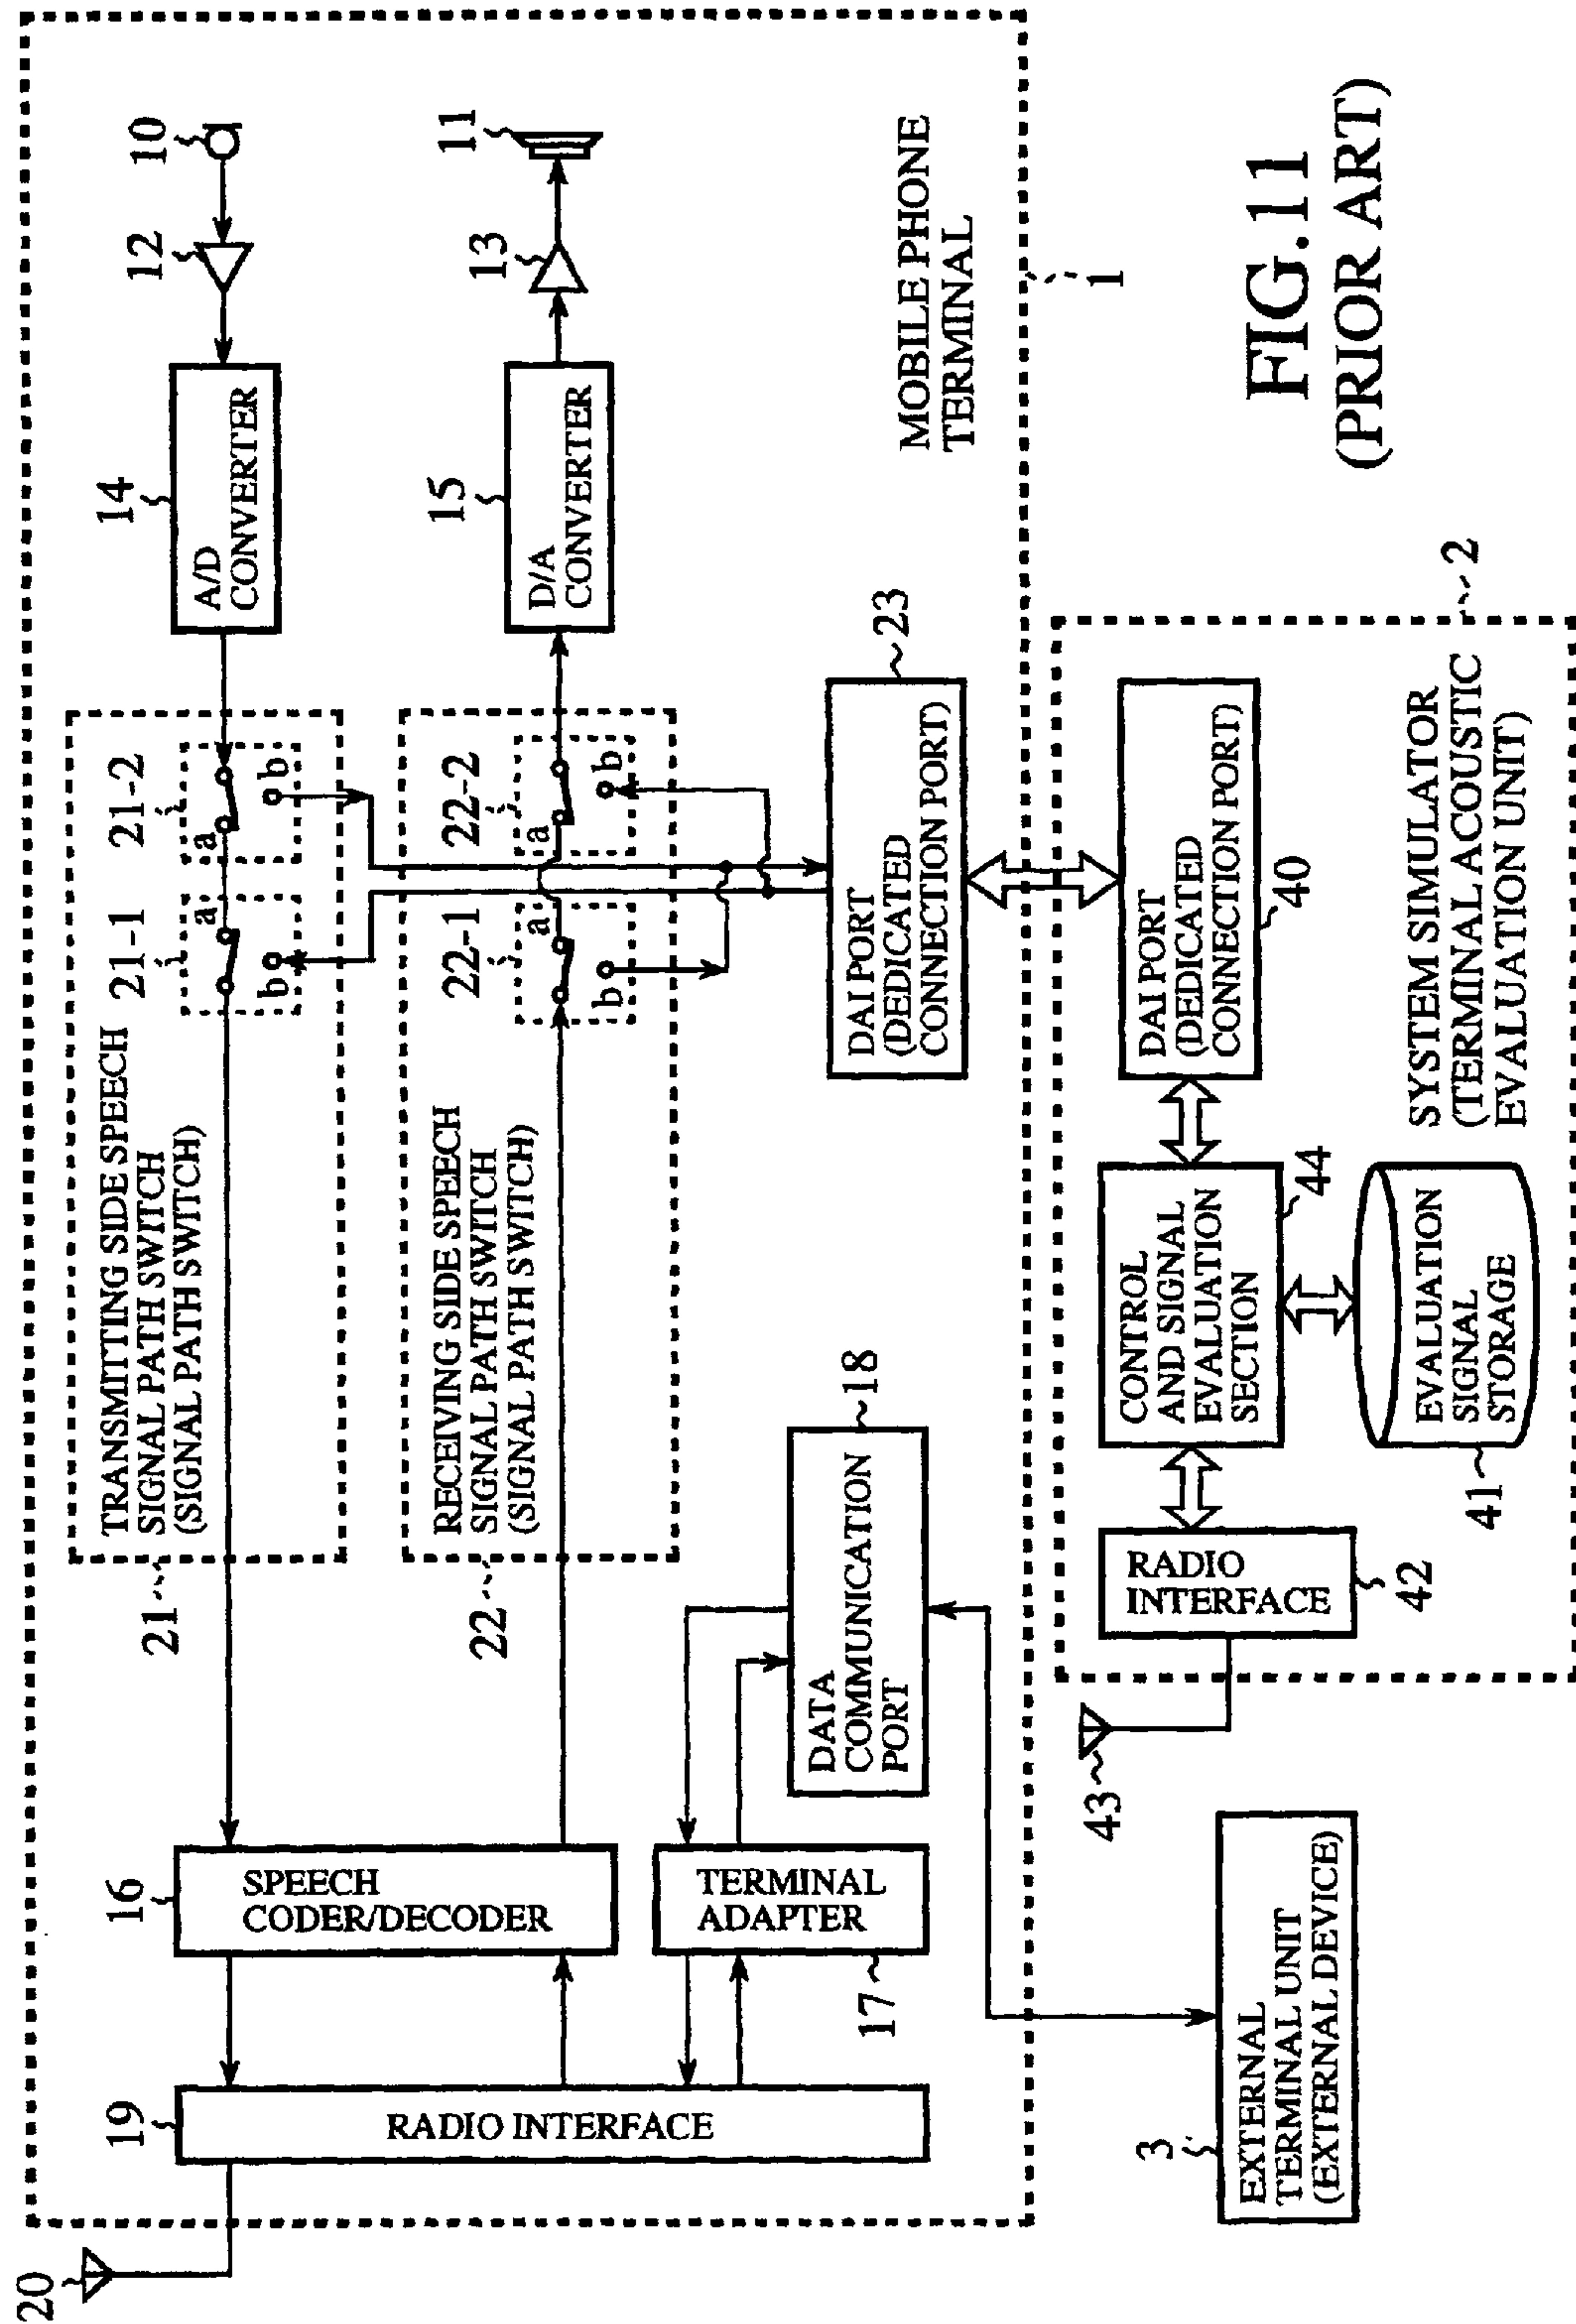 20
19
RADIO INTERFACE
16
SPEECH
CODER/DECODER
TERMINAL
ADAPTER
17
21
TRANSMITTING SIDE SPEECH
SIGNAL PATH SWITCH
(SIGNAL PATH SWITCH)
21-1
a
b
21-2
a
b
14
A/D
CONVERTER
12
10
22
RECEIVING SIDE SPEECH
SIGNAL PATH SWITCH
(SIGNAL PATH SWITCH)
22-1
a
b
22-2
a
b
15
D/A
CONVERTER
13
11
DATA
COMMUNICATION
PORT
18
DAI PORT
(DEDICATED
CONNECTION PORT)
23
MOBILE PHONE
TERMINAL
1
3
EXTERNAL
TERMINAL UNIT
(EXTERNAL DEVICE)
43
RADIO
INTERFACE
42
CONTROL
AND SIGNAL
EVALUATION
SECTION
44
DAI PORT
(DEDICATED
CONNECTION PORT)
40
41
EVALUATION
SIGNAL
STORAGE
SYSTEM SIMULATOR
(TERMINAL ACOUSTIC
EVALUATION UNIT)
2
FIG.11
(PRIOR ART)